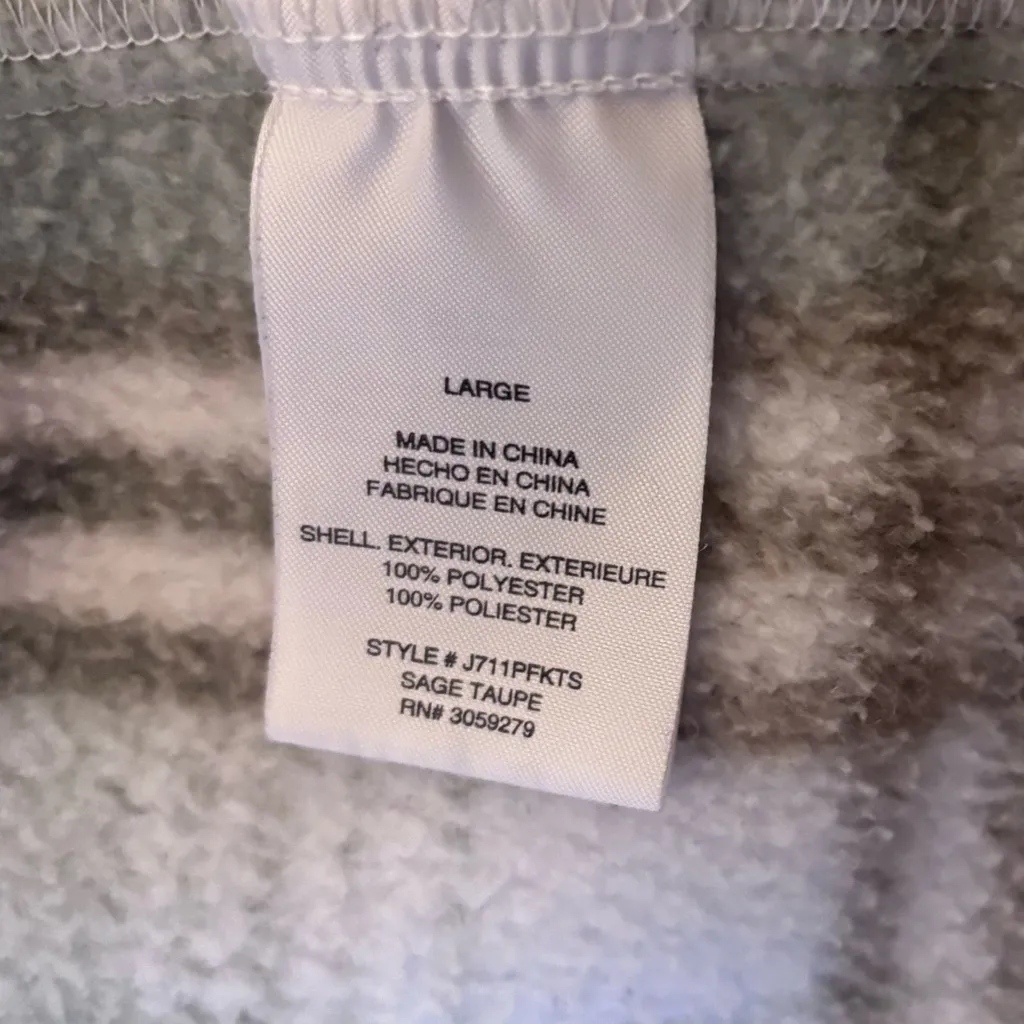 LARGE
MADE IN CHINA
HECHO EN CHINA
FABRIQUE EN CHINE
SHELL. EXTERIOR. EXTERIEURE
100% POLYESTER
100% POLIESTER
STYLE # J711PFKTS
SAGE TAUPE
RN# 3059279